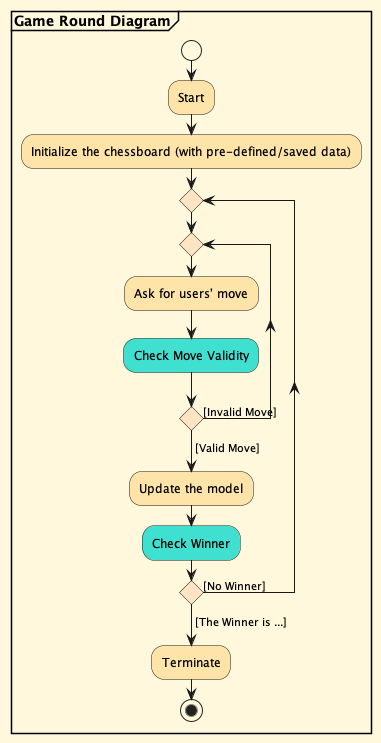 Game Round Diagram
Start
Initialize the chessboard (with pre-defined/saved data)
Ask for users' move
Check Move Validity
[Invalid Move]
[Valid Move]
Update the model
Check Winner
[No Winner]
[The Winner is ...]
Terminate